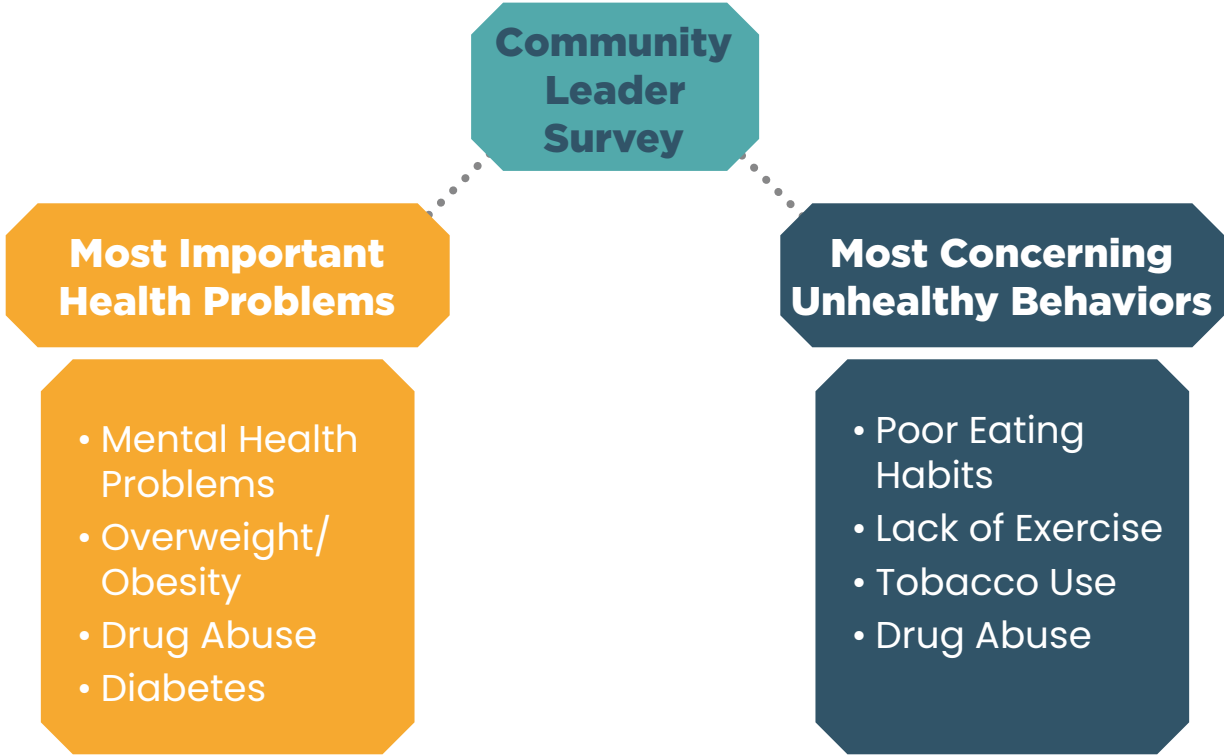 Community
Leader
Survey
Most Important
Health Problems
• Mental Health
Problems
• Overweight/
Obesity
• Drug Abuse
• Diabetes
Most Concerning
Unhealthy Behaviors
• Poor Eating
Habits
• Lack of Exercise
• Tobacco Use
• Drug Abuse